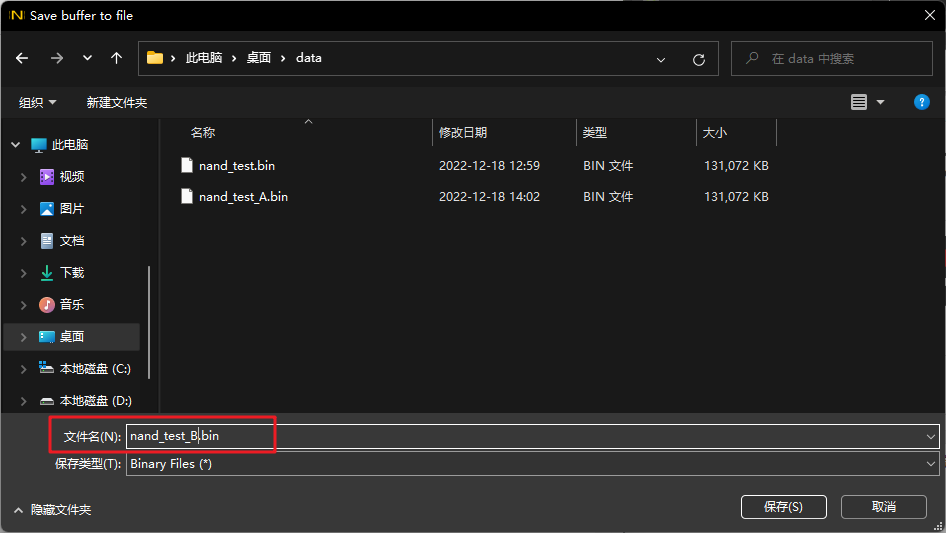 Save buffer to file
此电脑 桌面 data
在 data 中搜索
组织 新建文件夹
名称 修改日期 类型 大小
nand_test.bin 2022-12-18 12:59 BIN 文件 131,072 KB
nand_test_A.bin 2022-12-18 14:02 BIN 文件 131,072 KB
此电脑
视频
图片
文档
下载
音乐
桌面
本地磁盘 (C:)
本地磁盘 (D:)
文件名(N): nand_test_B.bin
保存类型(T): Binary Files (*)
隐藏文件夹
保存(S) 取消